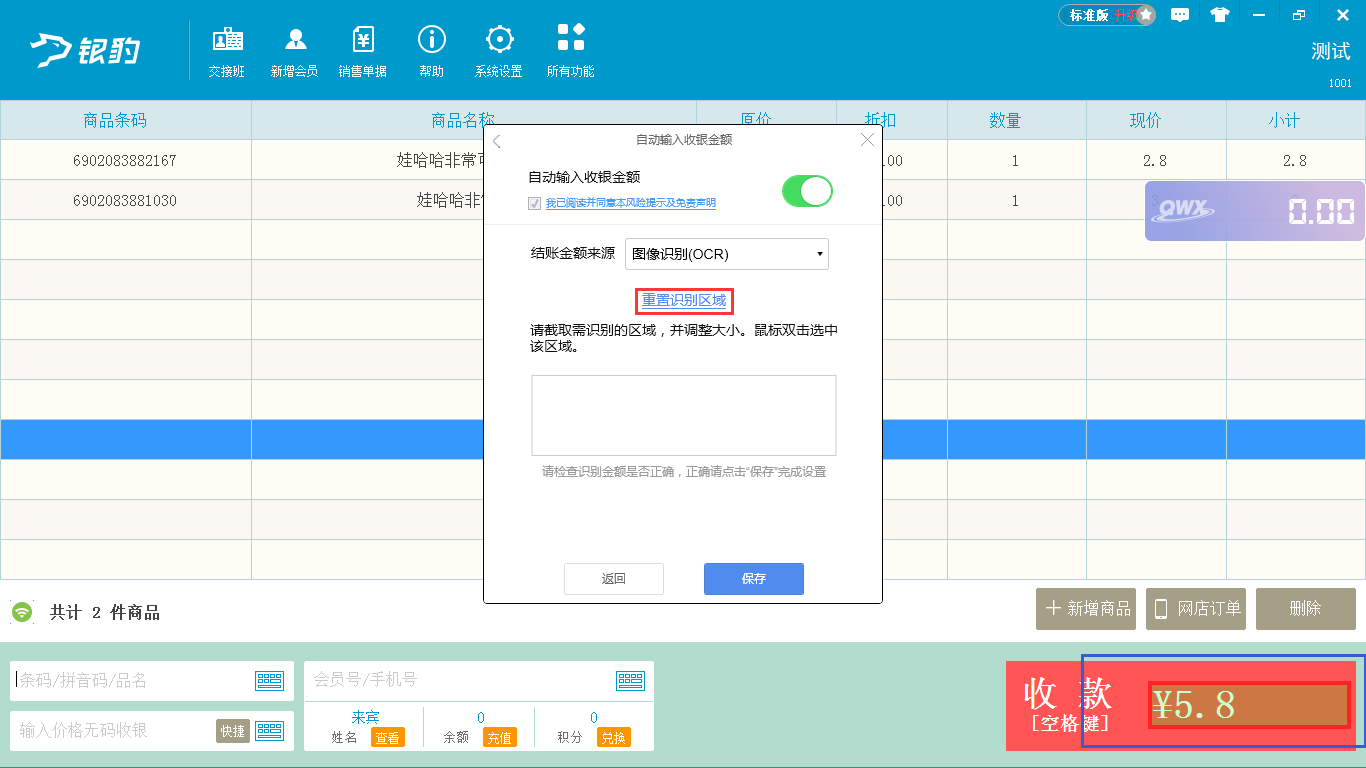 标准版 升级
银豹
交接班 新增会员 销售单据 帮助 系统设置 所有功能
测试
1001
商品条码 商品名称 原价 折扣 数量 现价 小计
6902083882167 娃哈哈非常 .00 1 2.8 2.8
6902083881030 娃哈哈非 .00 1
QWX 0.00
自动输入收银金额
自动输入收银金额
我已阅读并同意本风险提示及免责声明
结账金额来源 图像识别(OCR)
重置识别区域
请截取需识别的区域，并调整大小。鼠标双击选中
该区域。
请检查识别金额是否正确，正确请点击“保存”完成设置
返回 保存
共计 2 件商品
新增商品 网店订单 删除
条码/拼音码/品名
会员号/手机号
输入价格无码收银 快捷
来宾 0 0
姓名 查看 余额 充值 积分 兑换
收 款
[空格键]
¥5.8